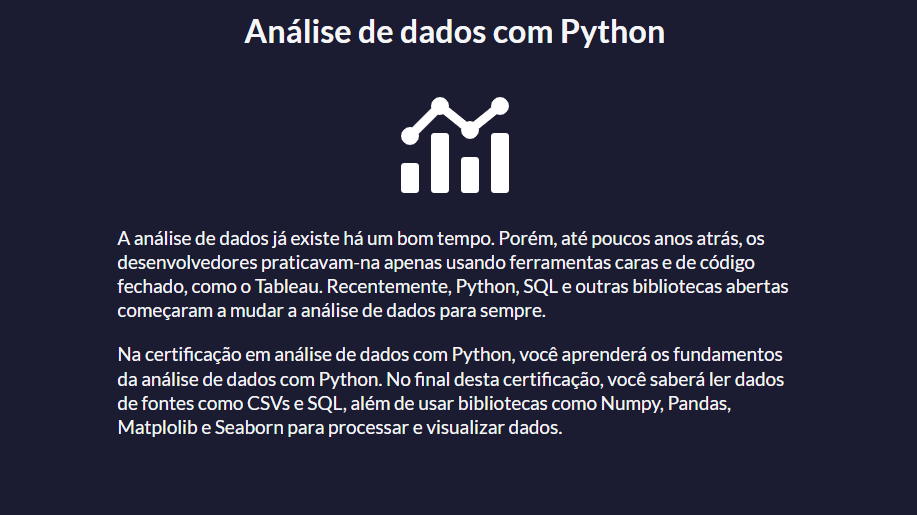 Análise de dados com Python
A análise de dados já existe há um bom tempo. Porém, até poucos anos atrás, os
desenvolvedores praticavam-na apenas usando ferramentas caras e de código
fechado, como o Tableau. Recentemente, Python, SQL e outras bibliotecas abertas
começaram a mudar a análise de dados para sempre.
Na certificação em análise de dados com Python, você aprenderá os fundamentos
da análise de dados com Python. No final desta certificação, você saberá ler dados
de fontes como CSVs e SQL, além de usar bibliotecas como Numpy, Pandas,
Matplolib e Seaborn para processar e visualizar dados.